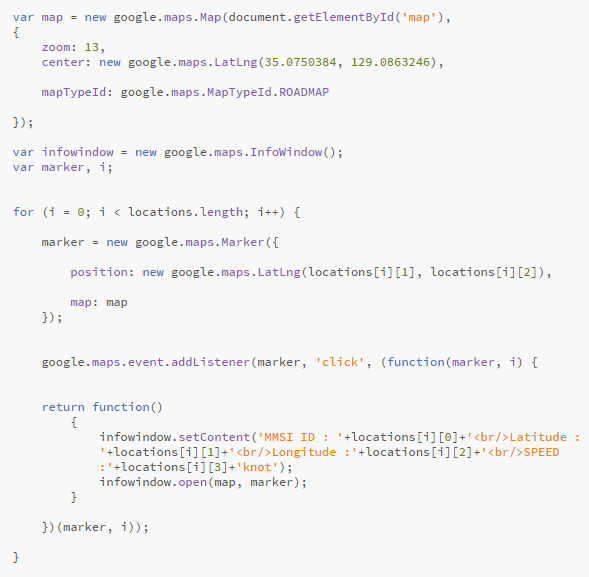 var map = new google.maps.Map(document.getElementById('map'),
{
    zoom: 13,
    center: new google.maps.LatLng(35.0750384, 129.0863246),
    mapTypeId: google.maps.MapTypeId.ROADMAP
});
var infowindow = new google.maps.InfoWindow();
var marker, i;
for (i = 0; i < locations.length; i++) {
    marker = new google.maps.Marker({
        position: new google.maps.LatLng(locations[i][1], locations[i][2]),
        map: map
    });
    google.maps.event.addListener(marker, 'click', (function(marker, i) {
    return function()
        {
            infowindow.setContent('MMSI ID : '+locations[i][0]+'<br/>Latitude :
            '+locations[i][1]+'<br/>Longitude :'+locations[i][2]+'<br/>SPEED
            :'+locations[i][3]+'knot');
            infowindow.open(map, marker);
        }
    })(marker, i));
}